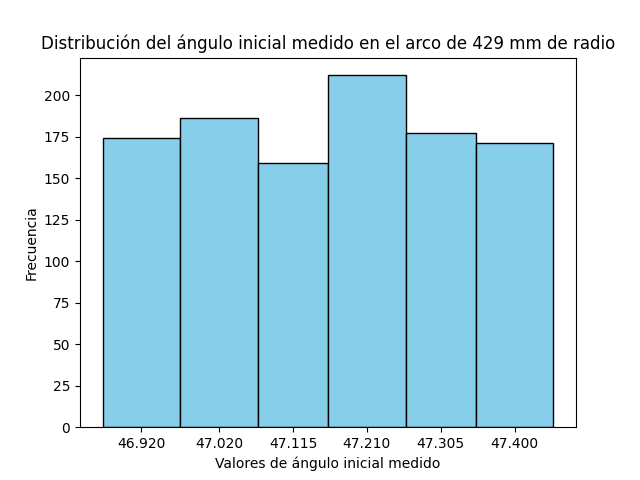 Distribución del ángulo inicial medido en el arco de 429 mm de radio
Frecuencia
200
175
150
125
100
75
50
25
0
46.920 47.020 47.115 47.210 47.305 47.400
Valores de ángulo inicial medido